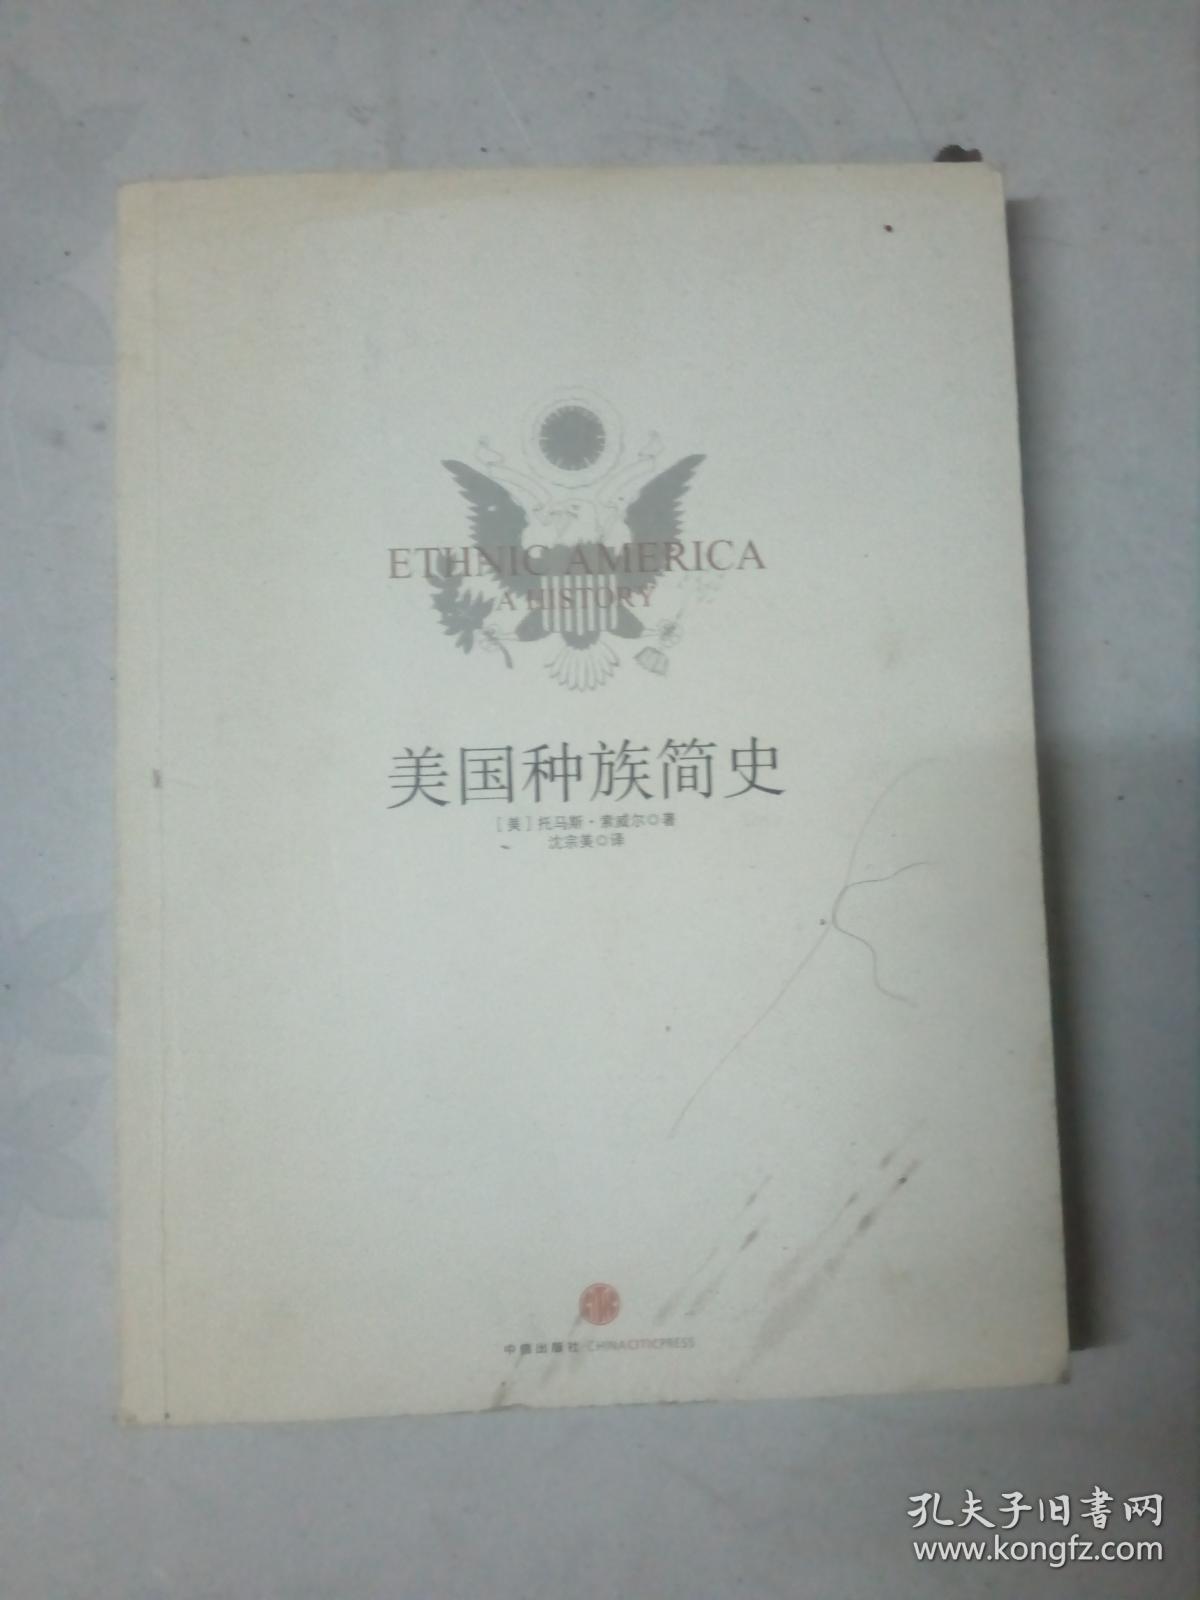 ETHNIC AMERICA
A HISTORY
美国种族简史
[美]托马斯·索威尔○著
沈宗美○译
中信出版社·CHINACITICPRESS
孔夫子旧书网
www.kongfz.com